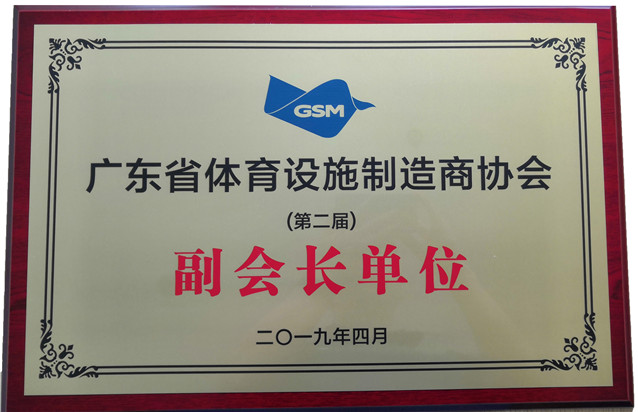 GSM
广东省体育设施制造商协会
(第二届)
副会长单位
二〇一九年四月